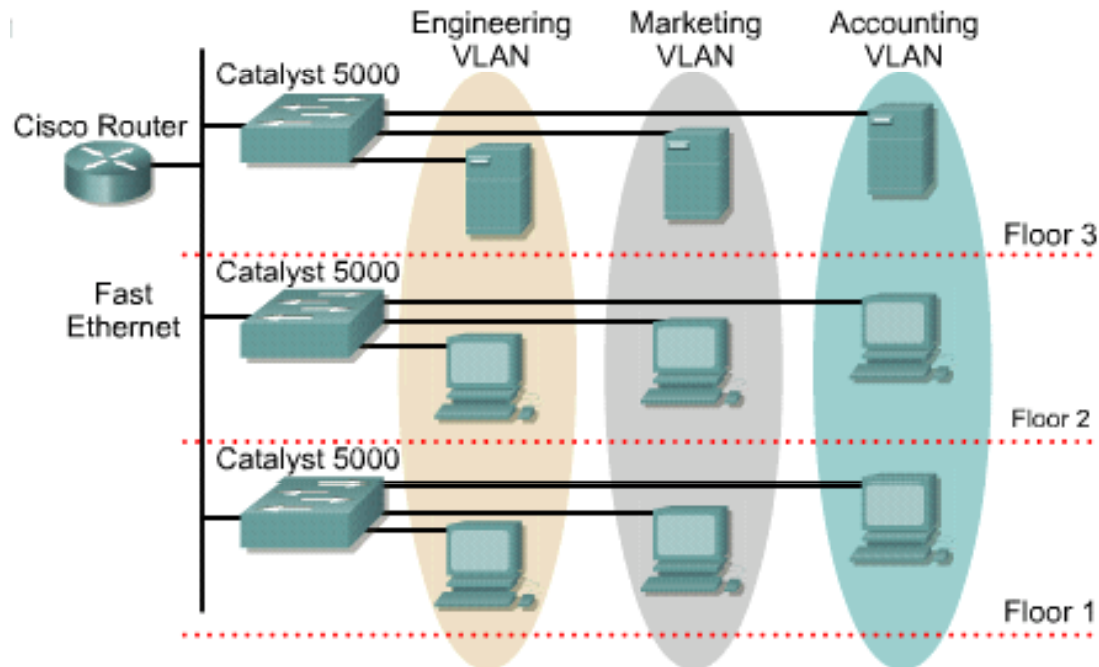 Engineering
VLAN
Marketing
VLAN
Accounting
VLAN
Catalyst 5000
Cisco Router
Floor 3
Catalyst 5000
Fast
Ethernet
Floor 2
Catalyst 5000
Floor 1